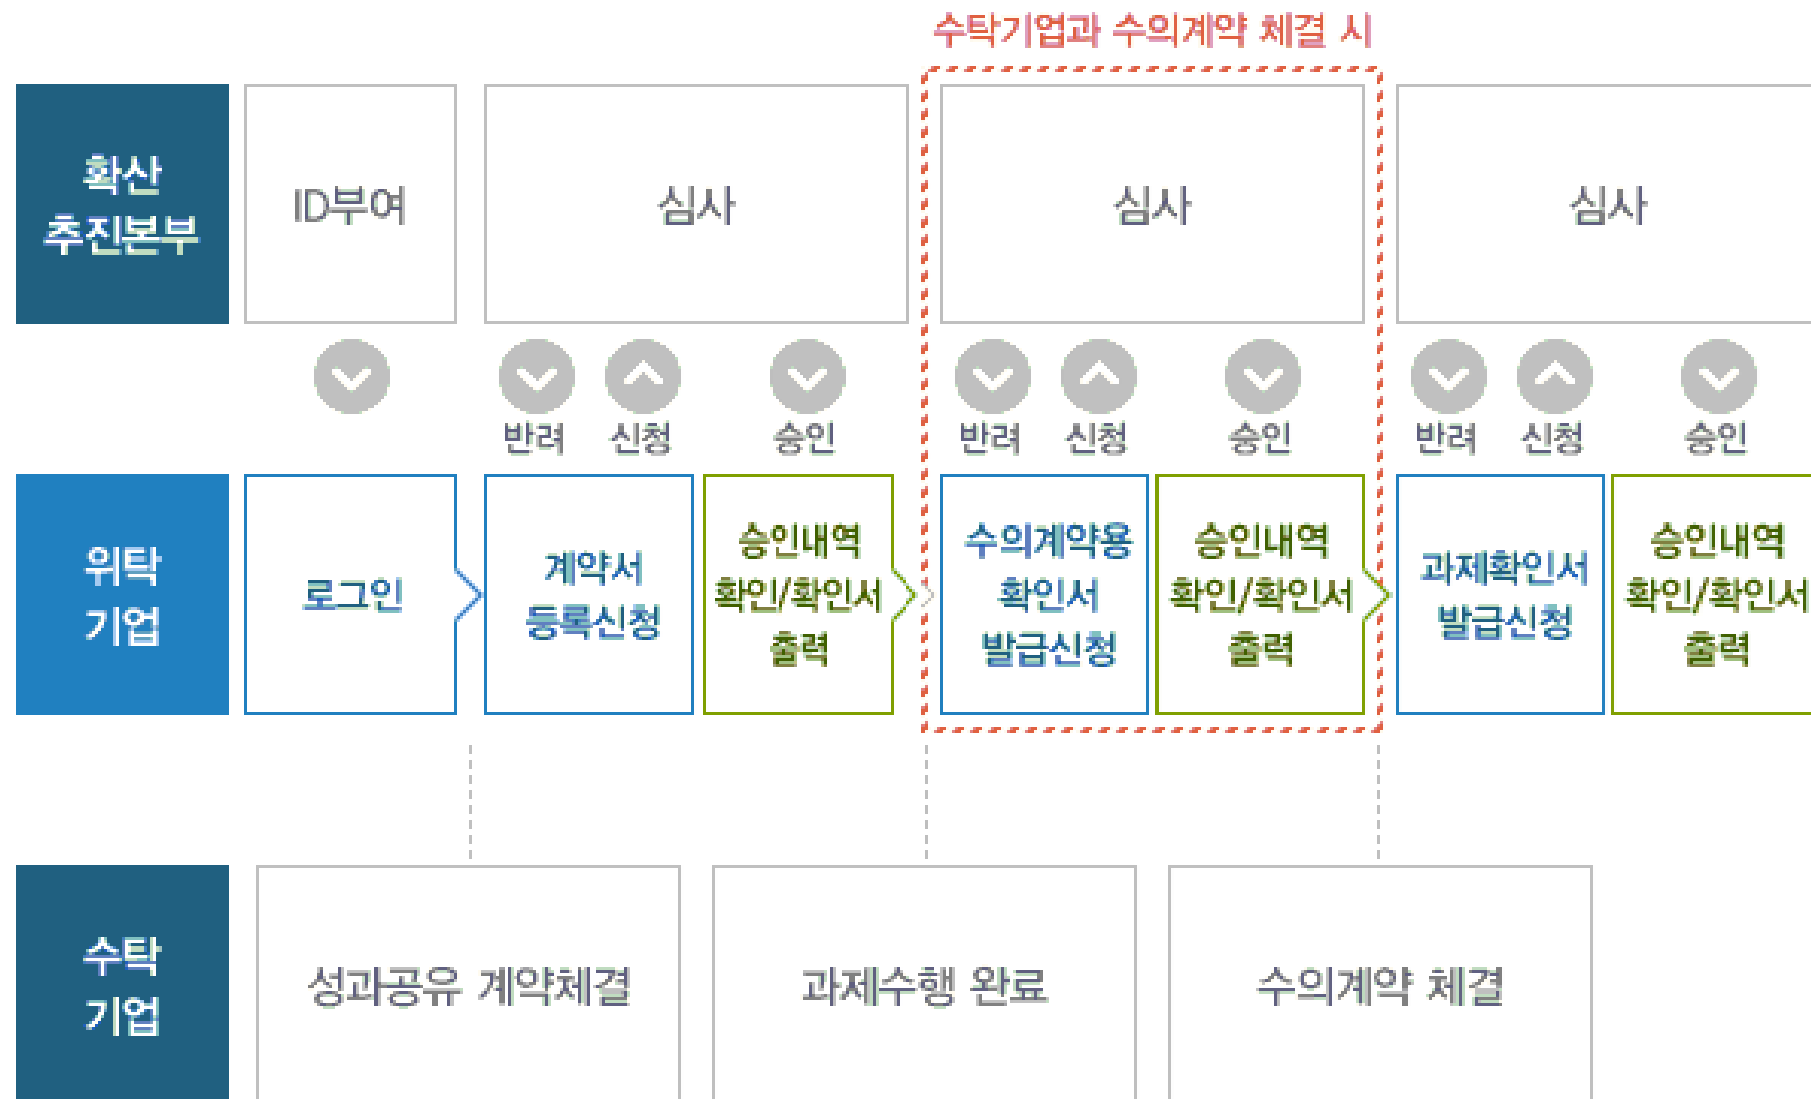 수탁기업과 수의계약 체결 시
확산
추진본부
ID부여
심사
심사
심사
반려
신청
승인
반려
신청
승인
반려
신청
승인
위탁
기업
로그인
계약서
등록신청
승인내역
확인/확인서
출력
수의계약용
확인서
발급신청
승인내역
확인/확인서
출력
과제확인서
발급신청
승인내역
확인/확인서
출력
수탁
기업
성과공유 계약체결
과제수행 완료
수의계약 체결